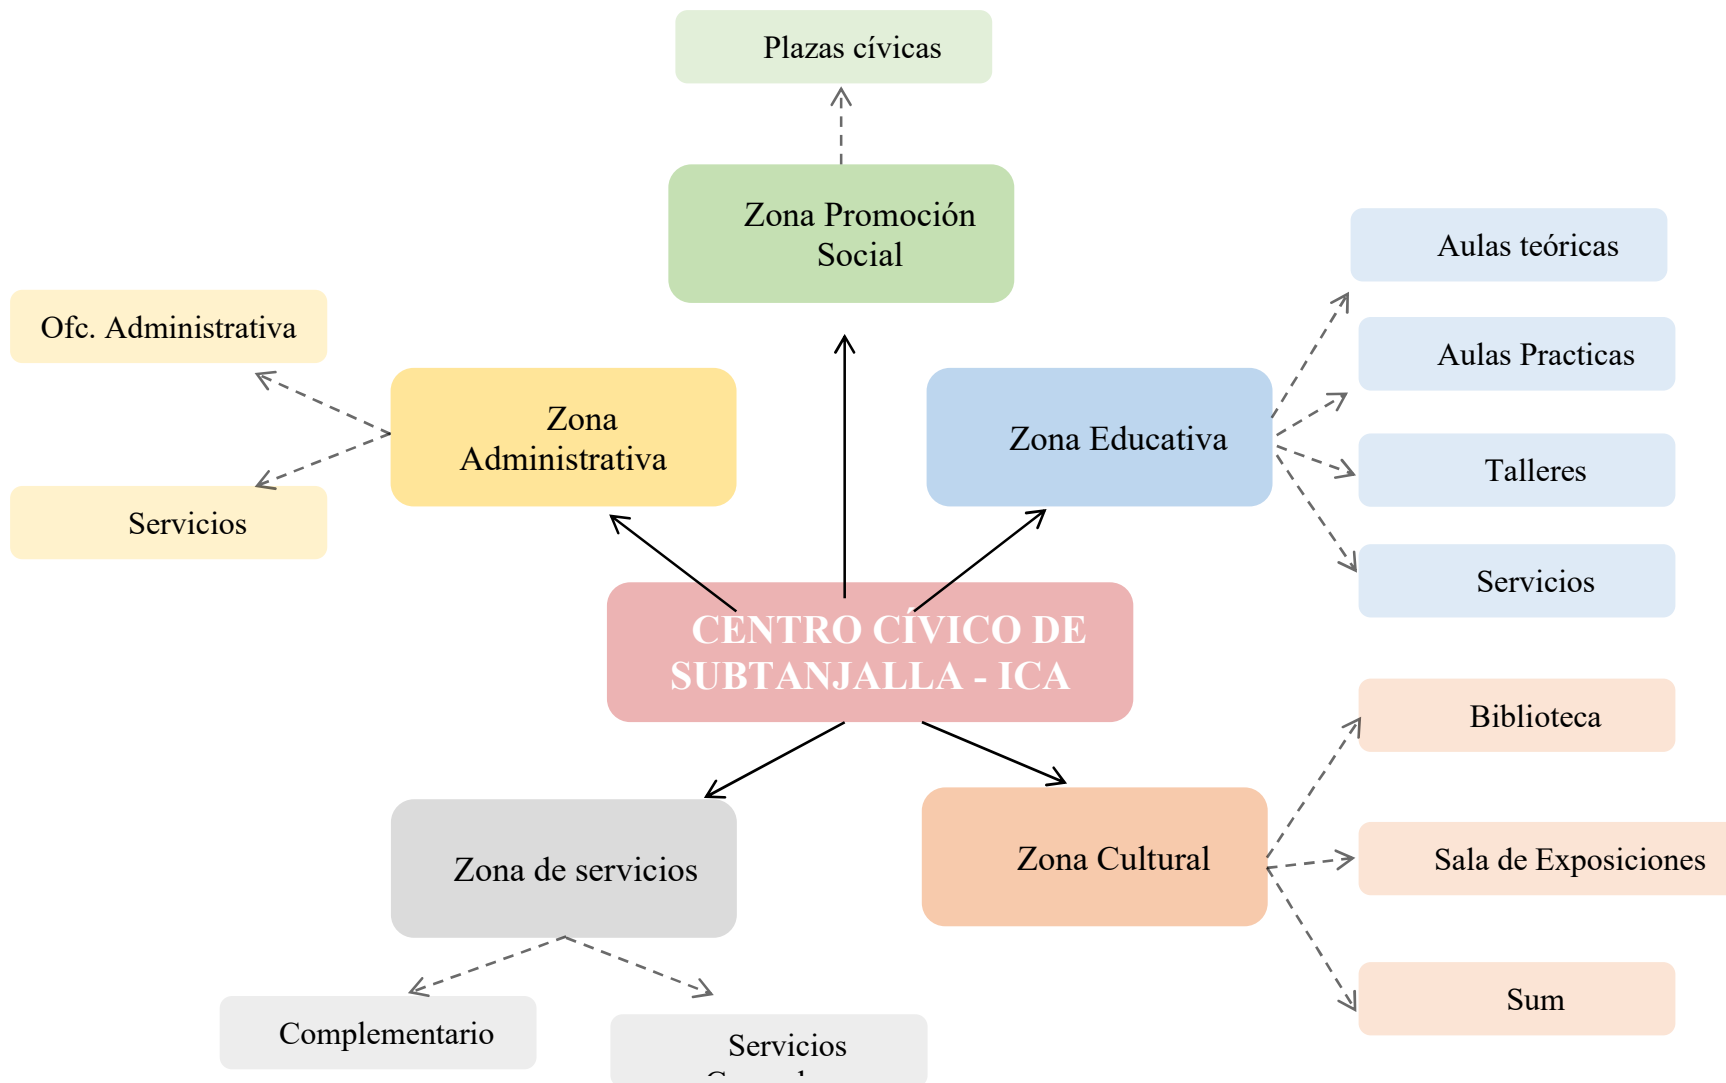 Plazas cívicas
Zona Promoción
Social
Aulas teóricas
Ofc. Administrativa
Aulas Practicas
Zona
Administrativa
Zona Educativa
Talleres
Servicios
Servicios
CENTRO CÍVICO DE
SUBTANJALLA - ICA
Biblioteca
Zona de servicios
Zona Cultural
Sala de Exposiciones
Sum
Complementario
Servicios